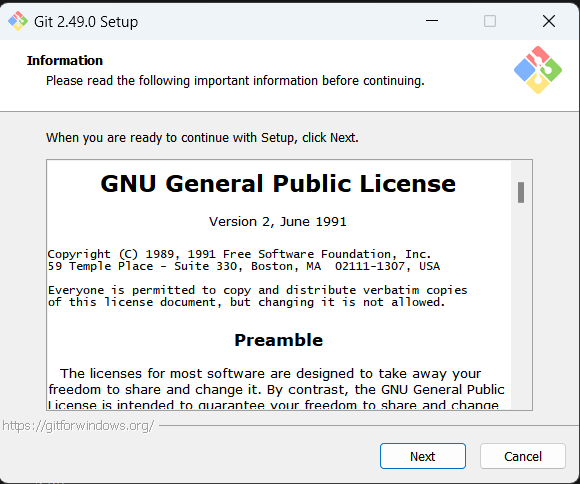 Git 2.49.0 Setup
Information
Please read the following important information before continuing.
When you are ready to continue with Setup, click Next.
GNU General Public License
Version 2, June 1991
Copyright (C) 1989, 1991 Free Software Foundation, Inc.
59 Temple Place - Suite 330, Boston, MA  02111-1307, USA
Everyone is permitted to copy and distribute verbatim copies
of this license document, but changing it is not allowed.
Preamble
The licenses for most software are designed to take away your
freedom to share and change it. By contrast, the GNU General Public
License is intended to guarantee your freedom to share and change
https://gitforwindows.org/
Next
Cancel